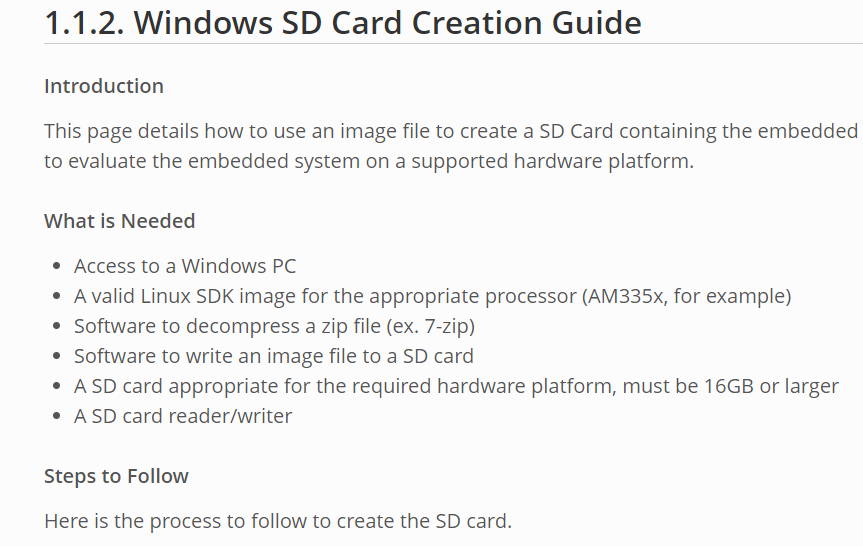 1.1.2. Windows SD Card Creation Guide
Introduction
This page details how to use an image file to create a SD Card containing the embedded
to evaluate the embedded system on a supported hardware platform.
What is Needed
• Access to a Windows PC
• A valid Linux SDK image for the appropriate processor (AM335x, for example)
• Software to decompress a zip file (ex. 7-zip)
• Software to write an image file to a SD card
• A SD card appropriate for the required hardware platform, must be 16GB or larger
• A SD card reader/writer
Steps to Follow
Here is the process to follow to create the SD card.